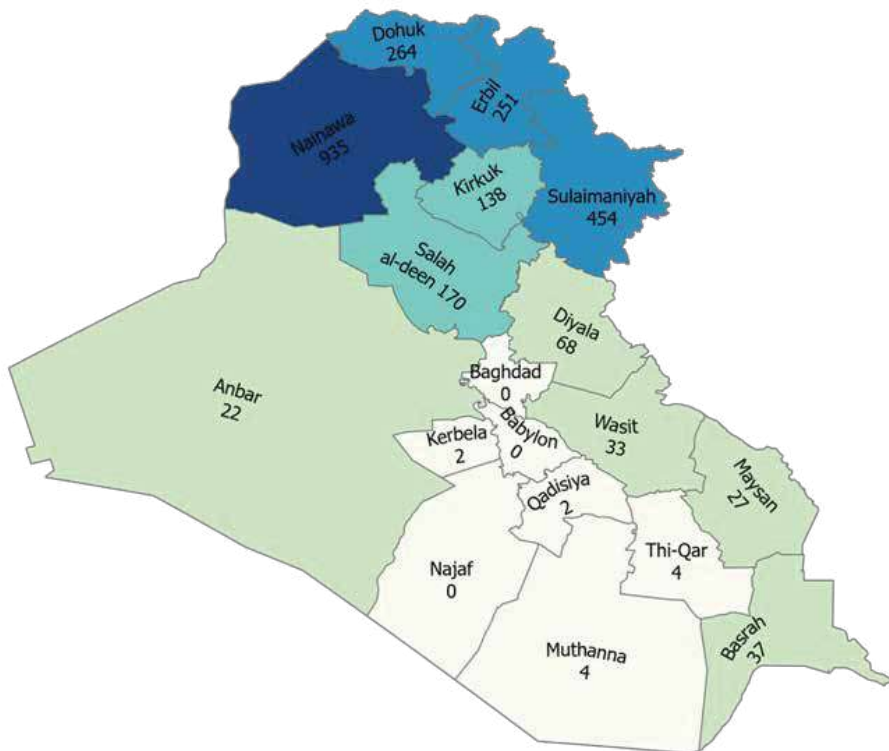 Dohuk
264
Erbil
251
Nainawa
935
Kirkuk
138
Sulaimaniyah
454
Salah
al-deen 170
Diyala
68
Baghdad
0
Anbar
22
Babylon
0
Wasit
33
Kerbela
2
Maysan
27
Qadisiya
2
Thi-Qar
4
Najaf
0
Basrah
37
Muthanna
4